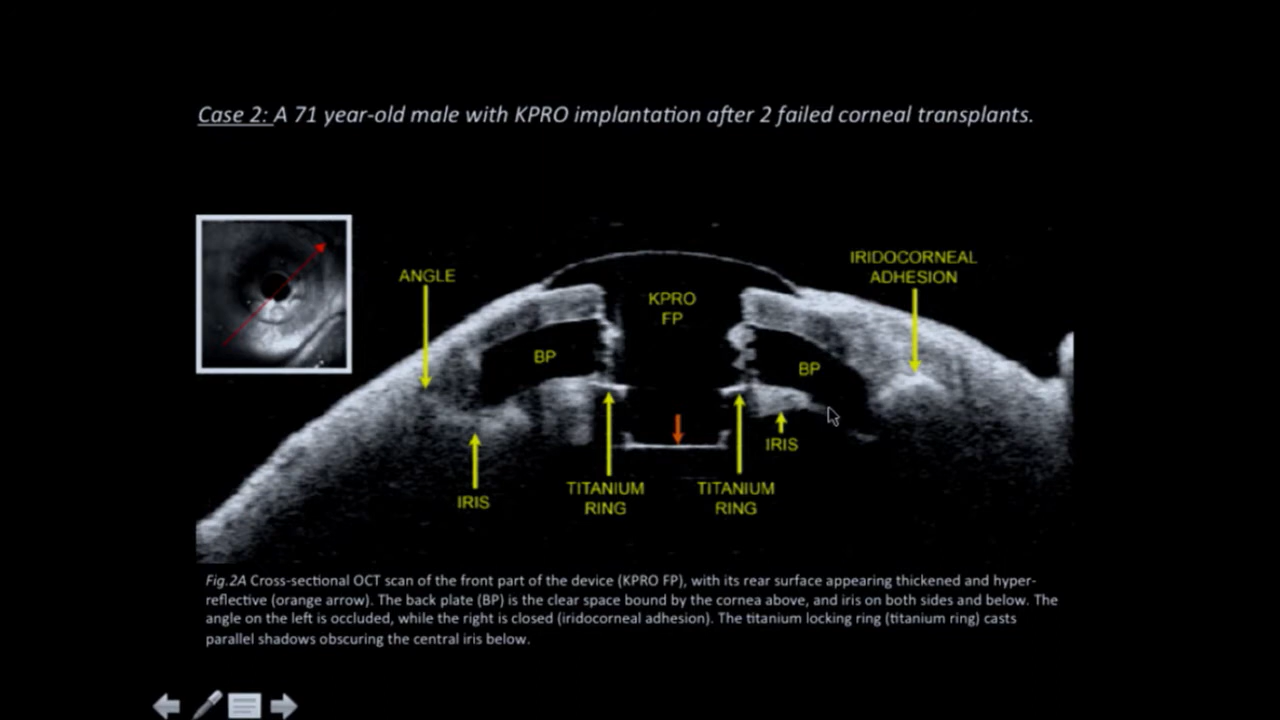 Case 2: A 71 year-old male with KPRO implantation after 2 failed corneal transplants.
ANGLE
IRIDOCORNEAL
ADHESION
KPRO
FP
BP
BP
IRIS
IRIS
TITANIUM
RING
TITANIUM
RING
Fig.2A Cross-sectional OCT scan of the front part of the device (KPRO FP), with its rear surface appearing thickened and hyper-
reflective (orange arrow). The back plate (BP) is the clear space bound by the cornea above, and iris on both sides and below. The
angle on the left is occluded, while the right is closed (iridocorneal adhesion). The titanium locking ring (titanium ring) casts
parallel shadows obscuring the central iris below.